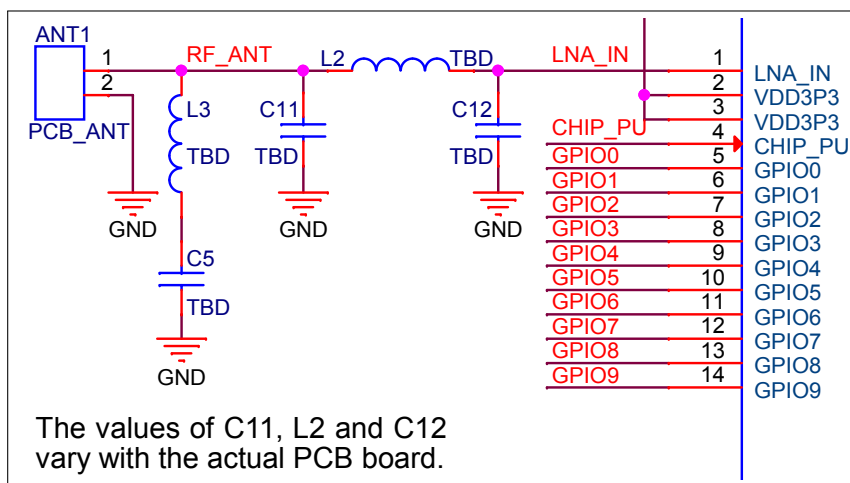 ANT1
1
2
PCB_ANT
RF_ANT
L2
TBD
LNA_IN
L3
TBD
C11
TBD
C12
TBD
GND
GND
GND
C5
TBD
GND
CHIP_PU
GPIO0
GPIO1
GPIO2
GPIO3
GPIO4
GPIO5
GPIO6
GPIO7
GPIO8
GPIO9
1
2
3
4
5
6
7
8
9
10
11
12
13
14
LNA_IN
VDD3P3
VDD3P3
CHIP_PU
GPIO0
GPIO1
GPIO2
GPIO3
GPIO4
GPIO5
GPIO6
GPIO7
GPIO8
GPIO9
The values of C11, L2 and C12
vary with the actual PCB board.